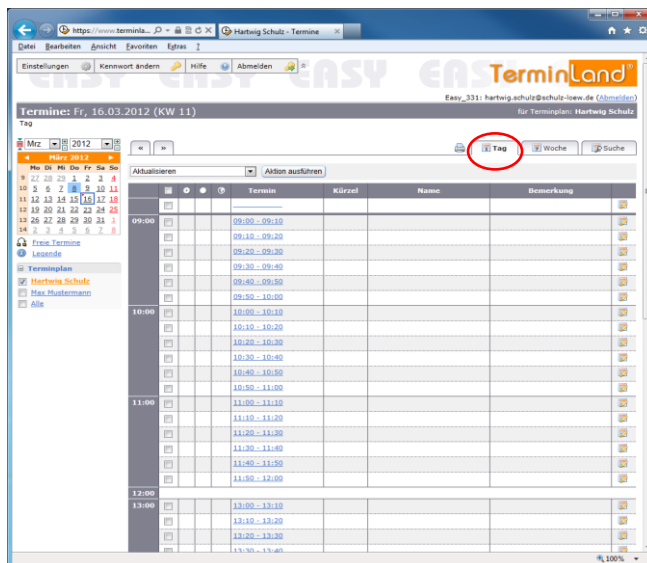 https://www.terminla...
Hartwig Schulz - Termine
Datei Bearbeiten Ansicht Favoriten Extras ?
Einstellungen Kennwort ändern Hilfe Abmelden
EASY EASY EASY EASY
TerminLand®
Easy_331: hartwig.schulz@schulz-loew.de (Abmelden)
Termine: Fr, 16.03.2012 (KW 11)
für Terminplan: Hartwig Schulz
Tag
Mrz 2012
« »
Tag Woche Suche
März 2012
Mo Di Mi Do Fr Sa So
9 27 28 29 1 2 3 4
10 5 6 7 8 9 10 11
11 12 13 14 15 16 17 18
12 19 20 21 22 23 24 25
13 26 27 28 29 30 31 1
14 2 3 4 5 6 7 8
Freie Termine
Legende
Terminplan
Hartwig Schulz
Max Mustermann
Alle
Aktualisieren Aktion ausführen
Termin Kürzel Name Bemerkung
09:00 09:00 - 09:10
09:10 - 09:20
09:20 - 09:30
09:30 - 09:40
09:40 - 09:50
09:50 - 10:00
10:00 10:00 - 10:10
10:10 - 10:20
10:20 - 10:30
10:30 - 10:40
10:40 - 10:50
10:50 - 11:00
11:00 11:00 - 11:10
11:10 - 11:20
11:20 - 11:30
11:30 - 11:40
11:40 - 11:50
11:50 - 12:00
12:00
13:00 13:00 - 13:10
13:10 - 13:20
13:20 - 13:30
13:30 - 13:40
100%